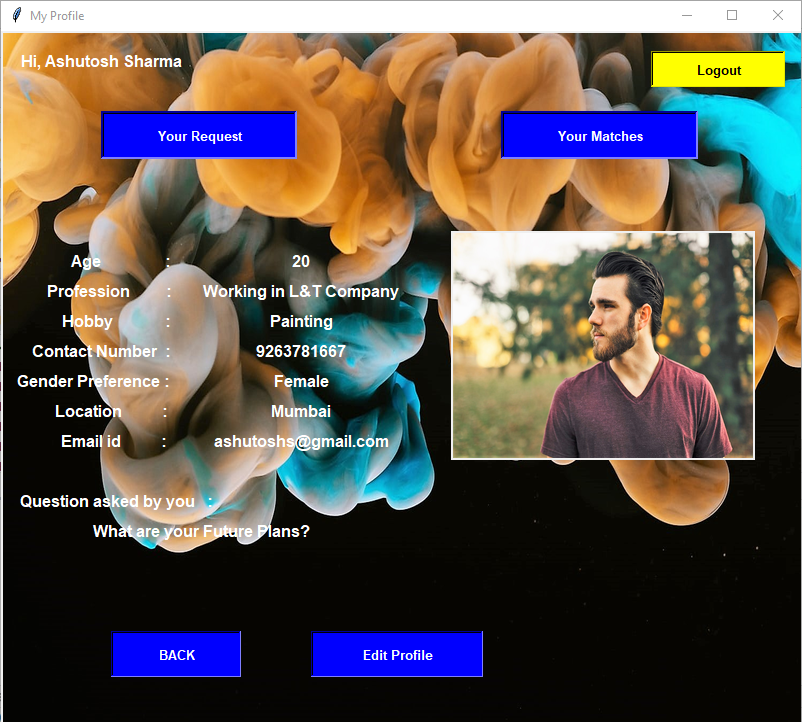 My Profile
Hi, Ashutosh Sharma
Logout
Your Request
Your Matches
Age : 20
Profession : Working in L&T Company
Hobby : Painting
Contact Number : 9263781667
Gender Preference : Female
Location : Mumbai
Email id : ashutoshs@gmail.com
Question asked by you :
What are your Future Plans?
BACK
Edit Profile